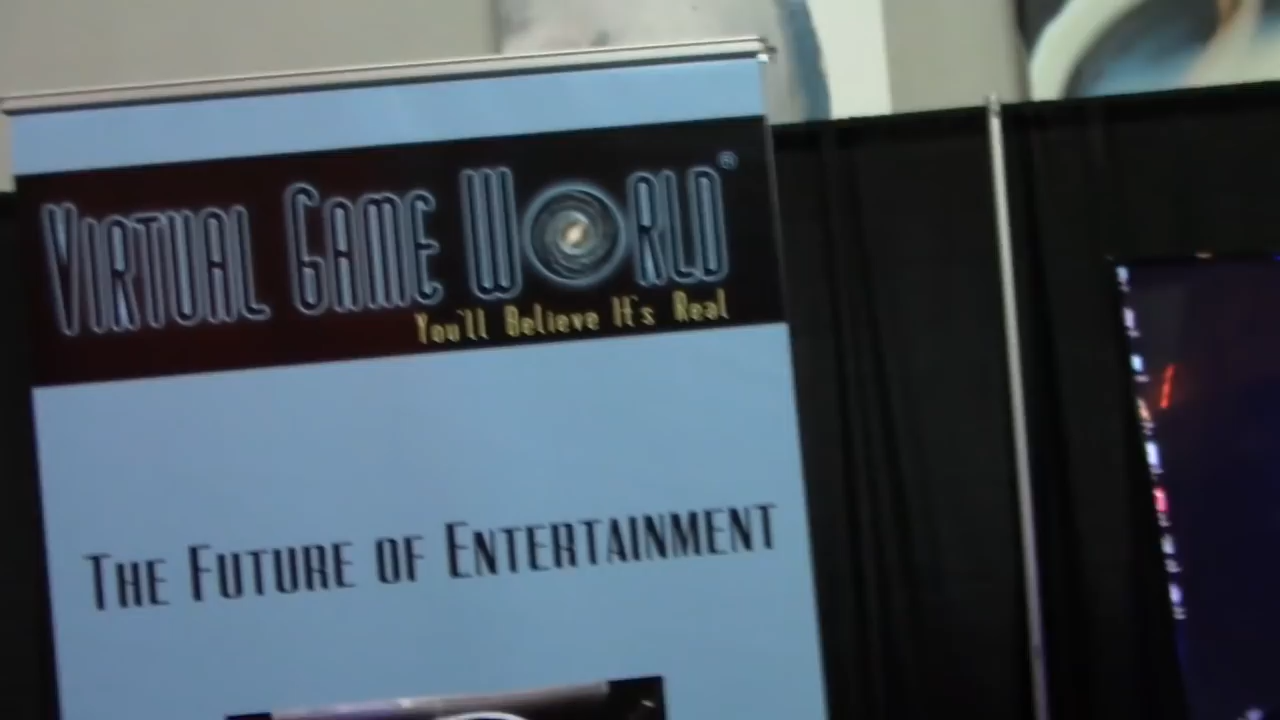 VIRTUAL GAME WORLD®
You'll Believe It's Real
THE FUTURE OF ENTERTAINMENT